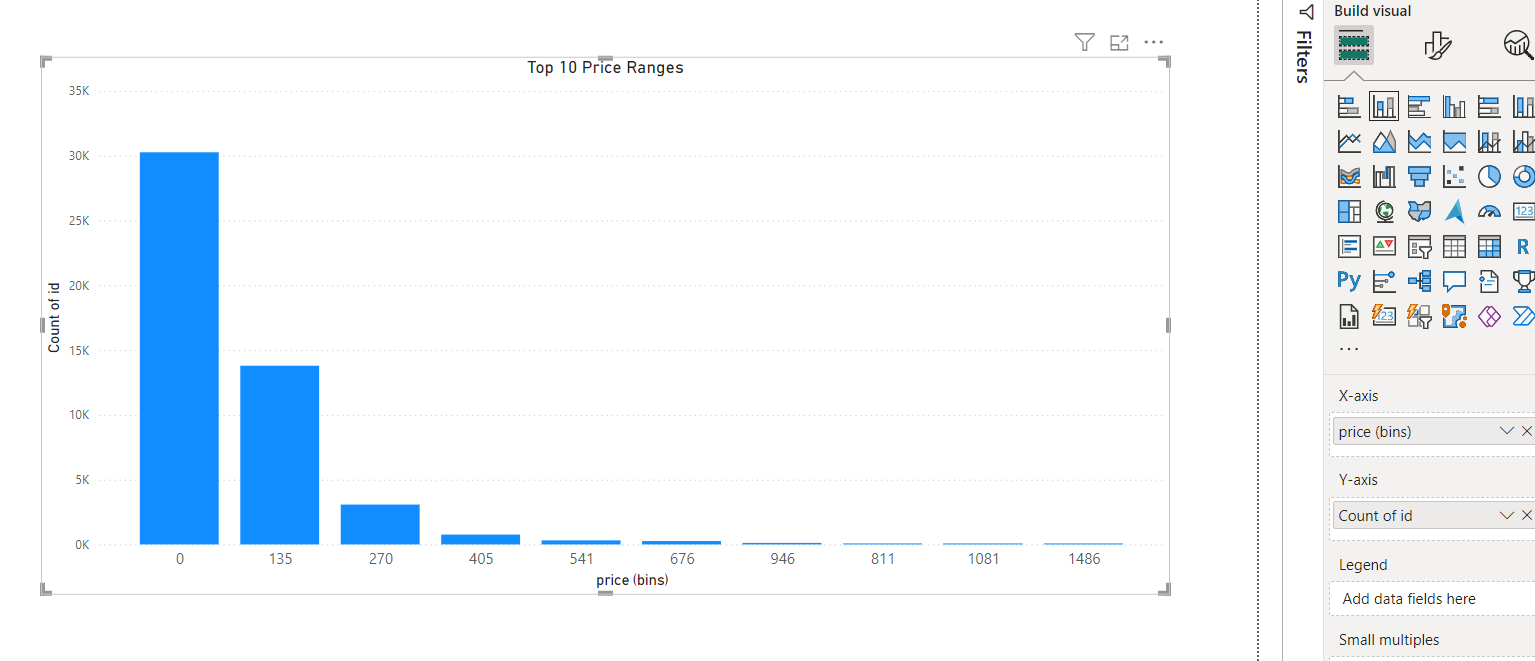 Top 10 Price Ranges
35K
30K
25K
20K
15K
10K
5K
0K
Count of id
0 135 270 405 541 676 946 811 1081 1486
price (bins)
Filters
Build visual
123
R
Py
123
...
X-axis
price (bins)
Y-axis
Count of id
Legend
Add data fields here
Small multiples